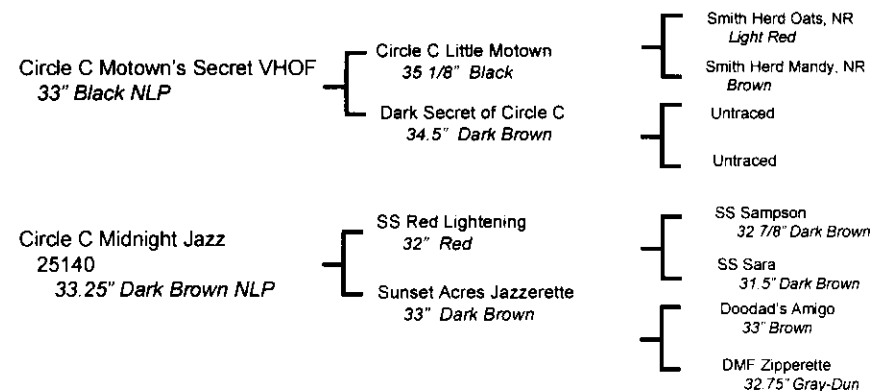 Circle C Motown's Secret VHOF
33" Black NLP
Circle C Little Motown
35 1/8" Black
Smith Herd Oats, NR
Light Red
Smith Herd Mandy, NR
Brown
Dark Secret of Circle C
34.5" Dark Brown
Untraced
Untraced
Circle C Midnight Jazz
25140
33.25" Dark Brown NLP
SS Red Lightening
32" Red
SS Sampson
32 7/8" Dark Brown
SS Sara
31.5" Dark Brown
Sunset Acres Jazzerette
33" Dark Brown
Doodad's Amigo
33" Brown
DMF Zipperette
32.75" Gray-Dun